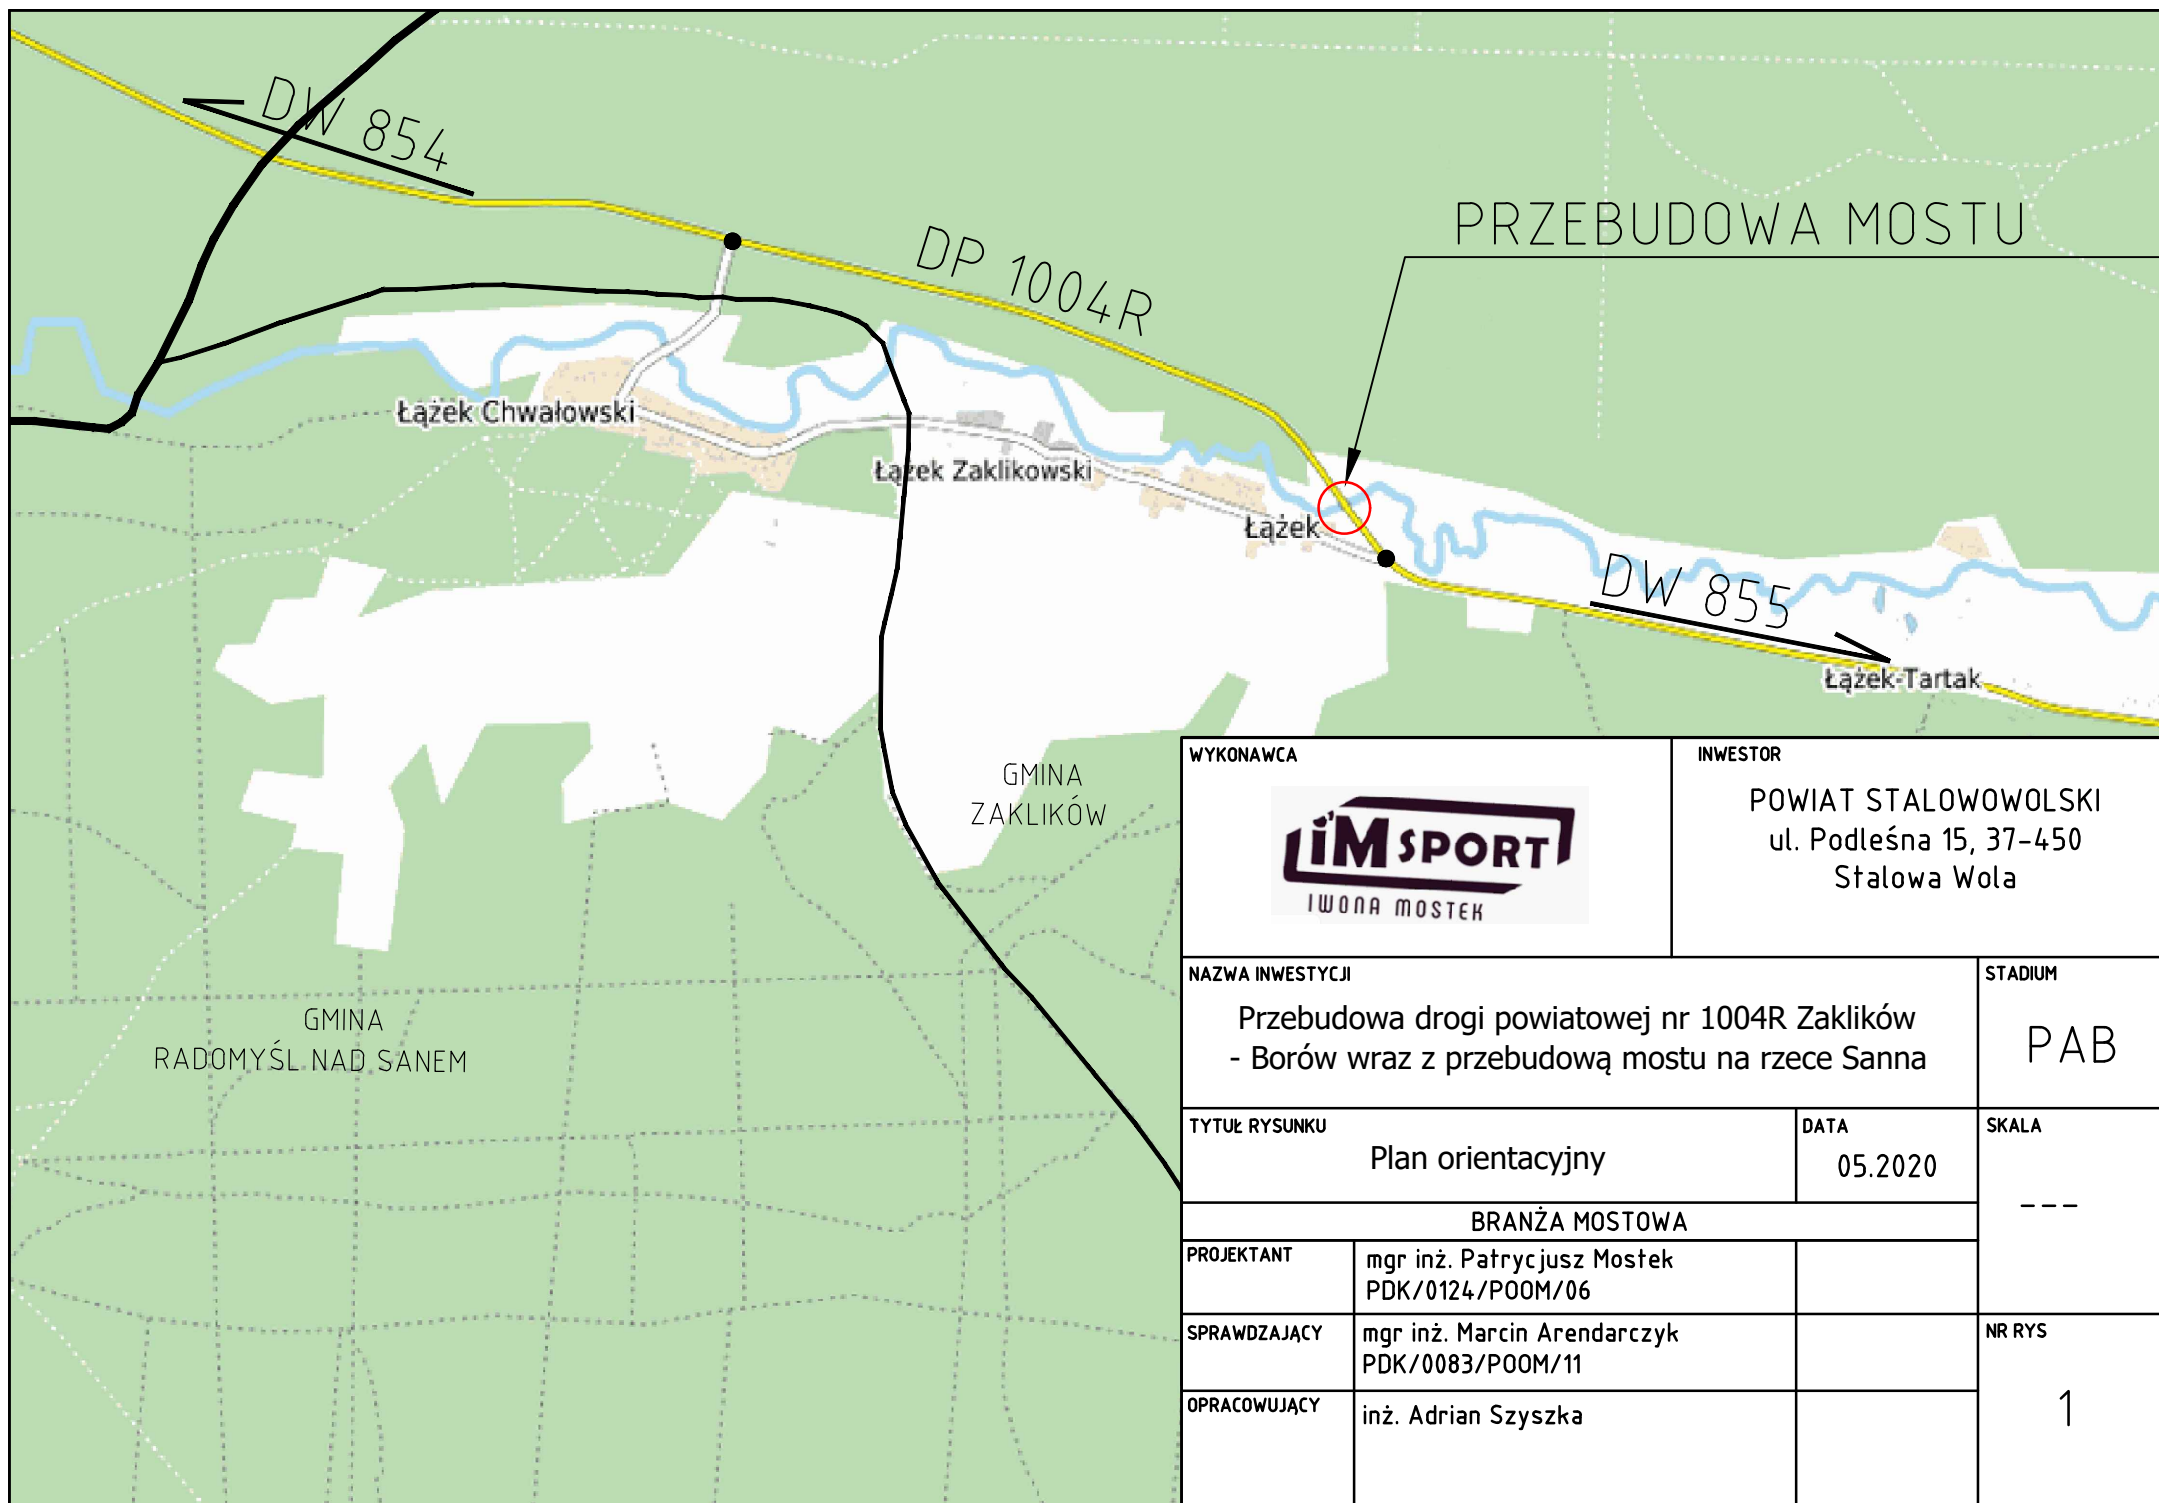 DW 854
PRZEBUDOWA MOSTU
DP 1004R
Łążek Chwałowski
Łążek Zaklikowski
Łążek
DW 855
Łążek-Tartak
GMINA
ZAKLIKÓW
GMINA
RADOMYŚL NAD SANEM
WYKONAWCA
iM SPORT
IWONA MOSTEK
INWESTOR
POWIAT STALOWOWOLSKI
ul. Podleśna 15, 37-450
Stalowa Wola
NAZWA INWESTYCJI
Przebudowa drogi powiatowej nr 1004R Zaklików
- Borów wraz z przebudową mostu na rzece Sanna
STADIUM
PAB
TYTUŁ RYSUNKU
Plan orientacyjny
DATA
05.2020
SKALA
---
BRANŻA MOSTOWA
PROJEKTANT
mgr inż. Patrycjusz Mostek
PDK/0124/POOM/06
SPRAWDZAJĄCY
mgr inż. Marcin Arendarczyk
PDK/0083/POOM/11
NR RYS
1
OPRACOWUJĄCY
inż. Adrian Szyszka